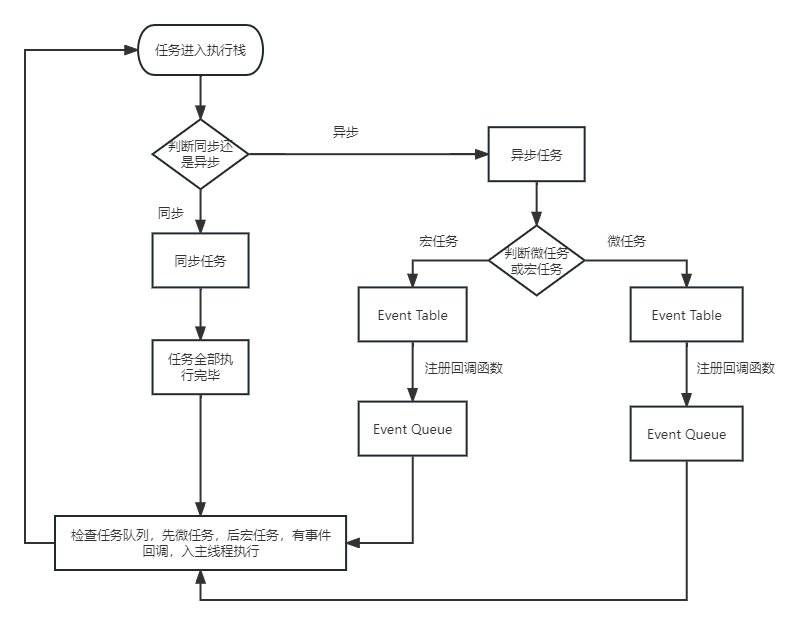 任务进入执行栈
判断同步还
是异步
异步
异步任务
同步
同步任务
宏任务
判断微任务
或宏任务
微任务
Event Table
Event Table
任务全部执
行完毕
注册回调函数
注册回调函数
Event Queue
Event Queue
检查任务队列，先微任务，后宏任务，有事件
回调，入主线程执行